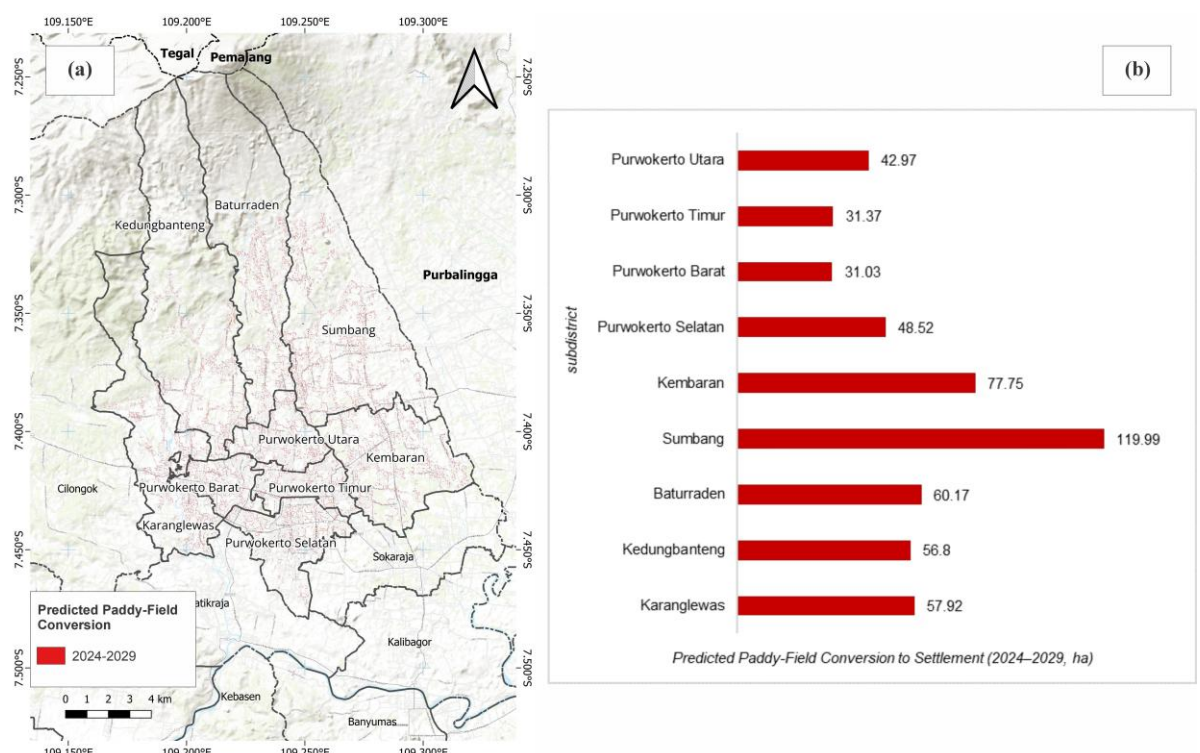 109.150°E 109.200°E 109.250°E 109.300°E
(a)
Tegal
Pemalang
7.250°S
7.300°S
7.350°S
7.400°S
7.450°S
7.500°S
7.250°S
7.300°S
7.350°S
7.400°S
7.450°S
7.500°S
Baturraden
Kedungbanteng
Purbalingga
Sumbang
Purwokerto Utara
Kembaran
Cilongok
Purwokerto Barat
Purwokerto Timur
Karanglewas
Purwokerto Selatan
Sokaraja
atikraja
Kalibagor
Kebasen
Banyumas
Predicted Paddy-Field
Conversion
2024-2029
0 1 2 3 4 km
109.150°E 109.200°E 109.250°E 109.300°E
(b)
subdistrict
Purwokerto Utara 42.97
Purwokerto Timur 31.37
Purwokerto Barat 31.03
Purwokerto Selatan 48.52
Kembaran 77.75
Sumbang 119.99
Baturraden 60.17
Kedungbanteng 56.8
Karanglewas 57.92
Predicted Paddy-Field Conversion to Settlement (2024–2029, ha)